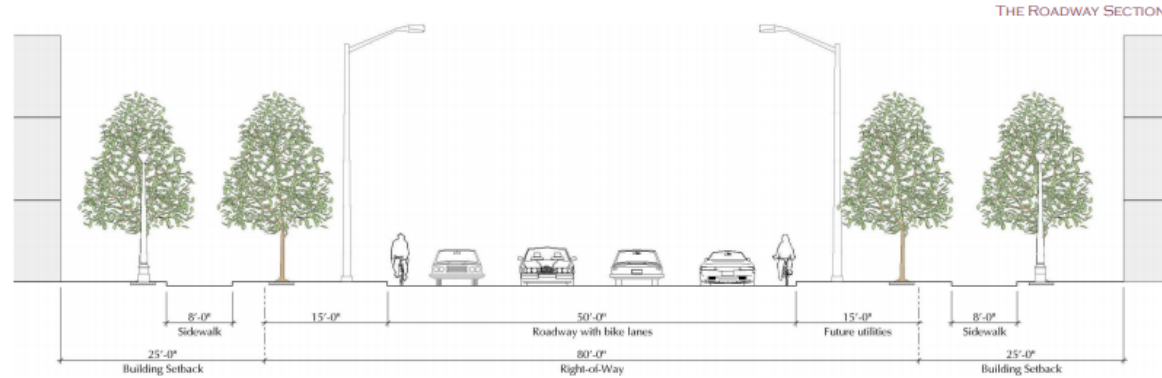 THE ROADWAY SECTION
8'-0"
Sidewalk
15'-0"
50'-0"
Roadway with bike lanes
15'-0"
Future utilities
8'-0"
Sidewalk
25'-0"
Building Setback
80'-0"
Right-of-Way
25'-0"
Building Setback